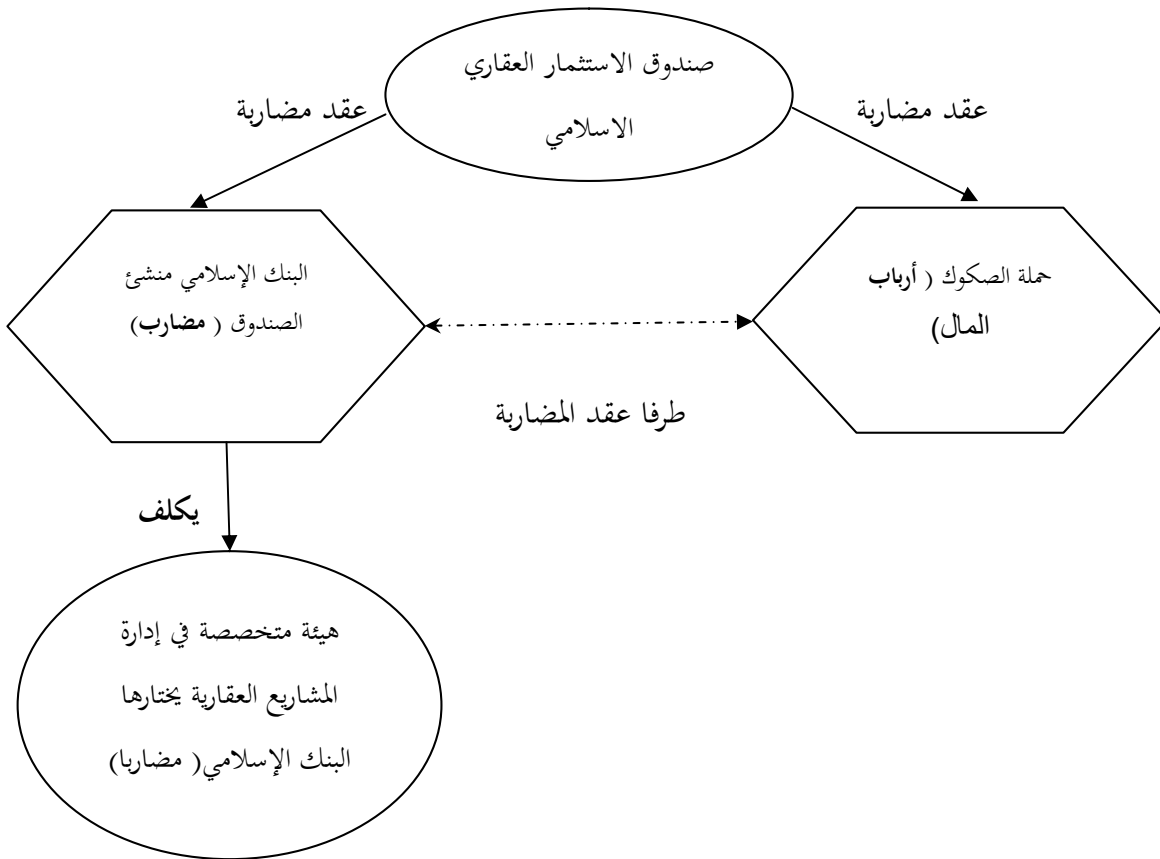 صندوق الاستثمار العقاري
الاسلامي
عقد مضاربة
عقد مضاربة
حملة الصكوك ( أرباب
المال)
البنك الإسلامي منشئ
الصندوق ( مضارب)
طرفا عقد المضاربة
يكلف
هيئة متخصصة في إدارة
المشاريع العقارية يختارها
البنك الإسلامي( مضاربا)